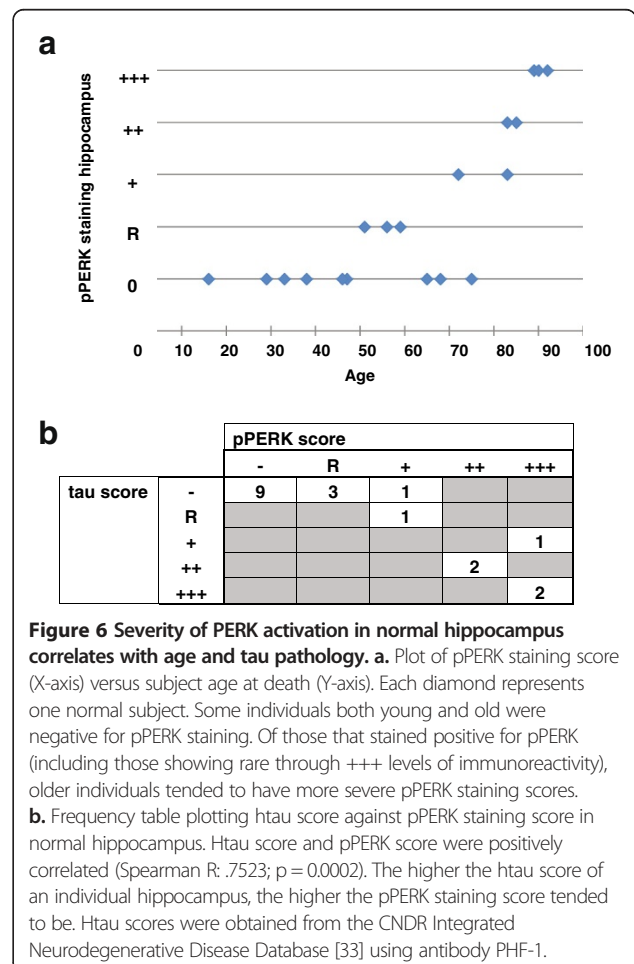 a
pPERK staining hippocampus
+++
++
+
R
0
0 10 20 30 40 50 60 70 80 90 100
Age
b
pPERK score
- R + ++ +++
tau score - 9 3 1
R 1
+ 1
++ 2
+++ 2
Figure 6 Severity of PERK activation in normal hippocampus
correlates with age and tau pathology. a. Plot of pPERK staining score
(X-axis) versus subject age at death (Y-axis). Each diamond represents
one normal subject. Some individuals both young and old were
negative for pPERK staining. Of those that stained positive for pPERK
(including those showing rare through +++ levels of immunoreactivity),
older individuals tended to have more severe pPERK staining scores.
b. Frequency table plotting htau score against pPERK staining score in
normal hippocampus. Htau score and pPERK score were positively
correlated (Spearman R: .7523; p = 0.0002). The higher the htau score of
an individual hippocampus, the higher the pPERK staining score tended
to be. Htau scores were obtained from the CNDR Integrated
Neurodegenerative Disease Database [33] using antibody PHF-1.